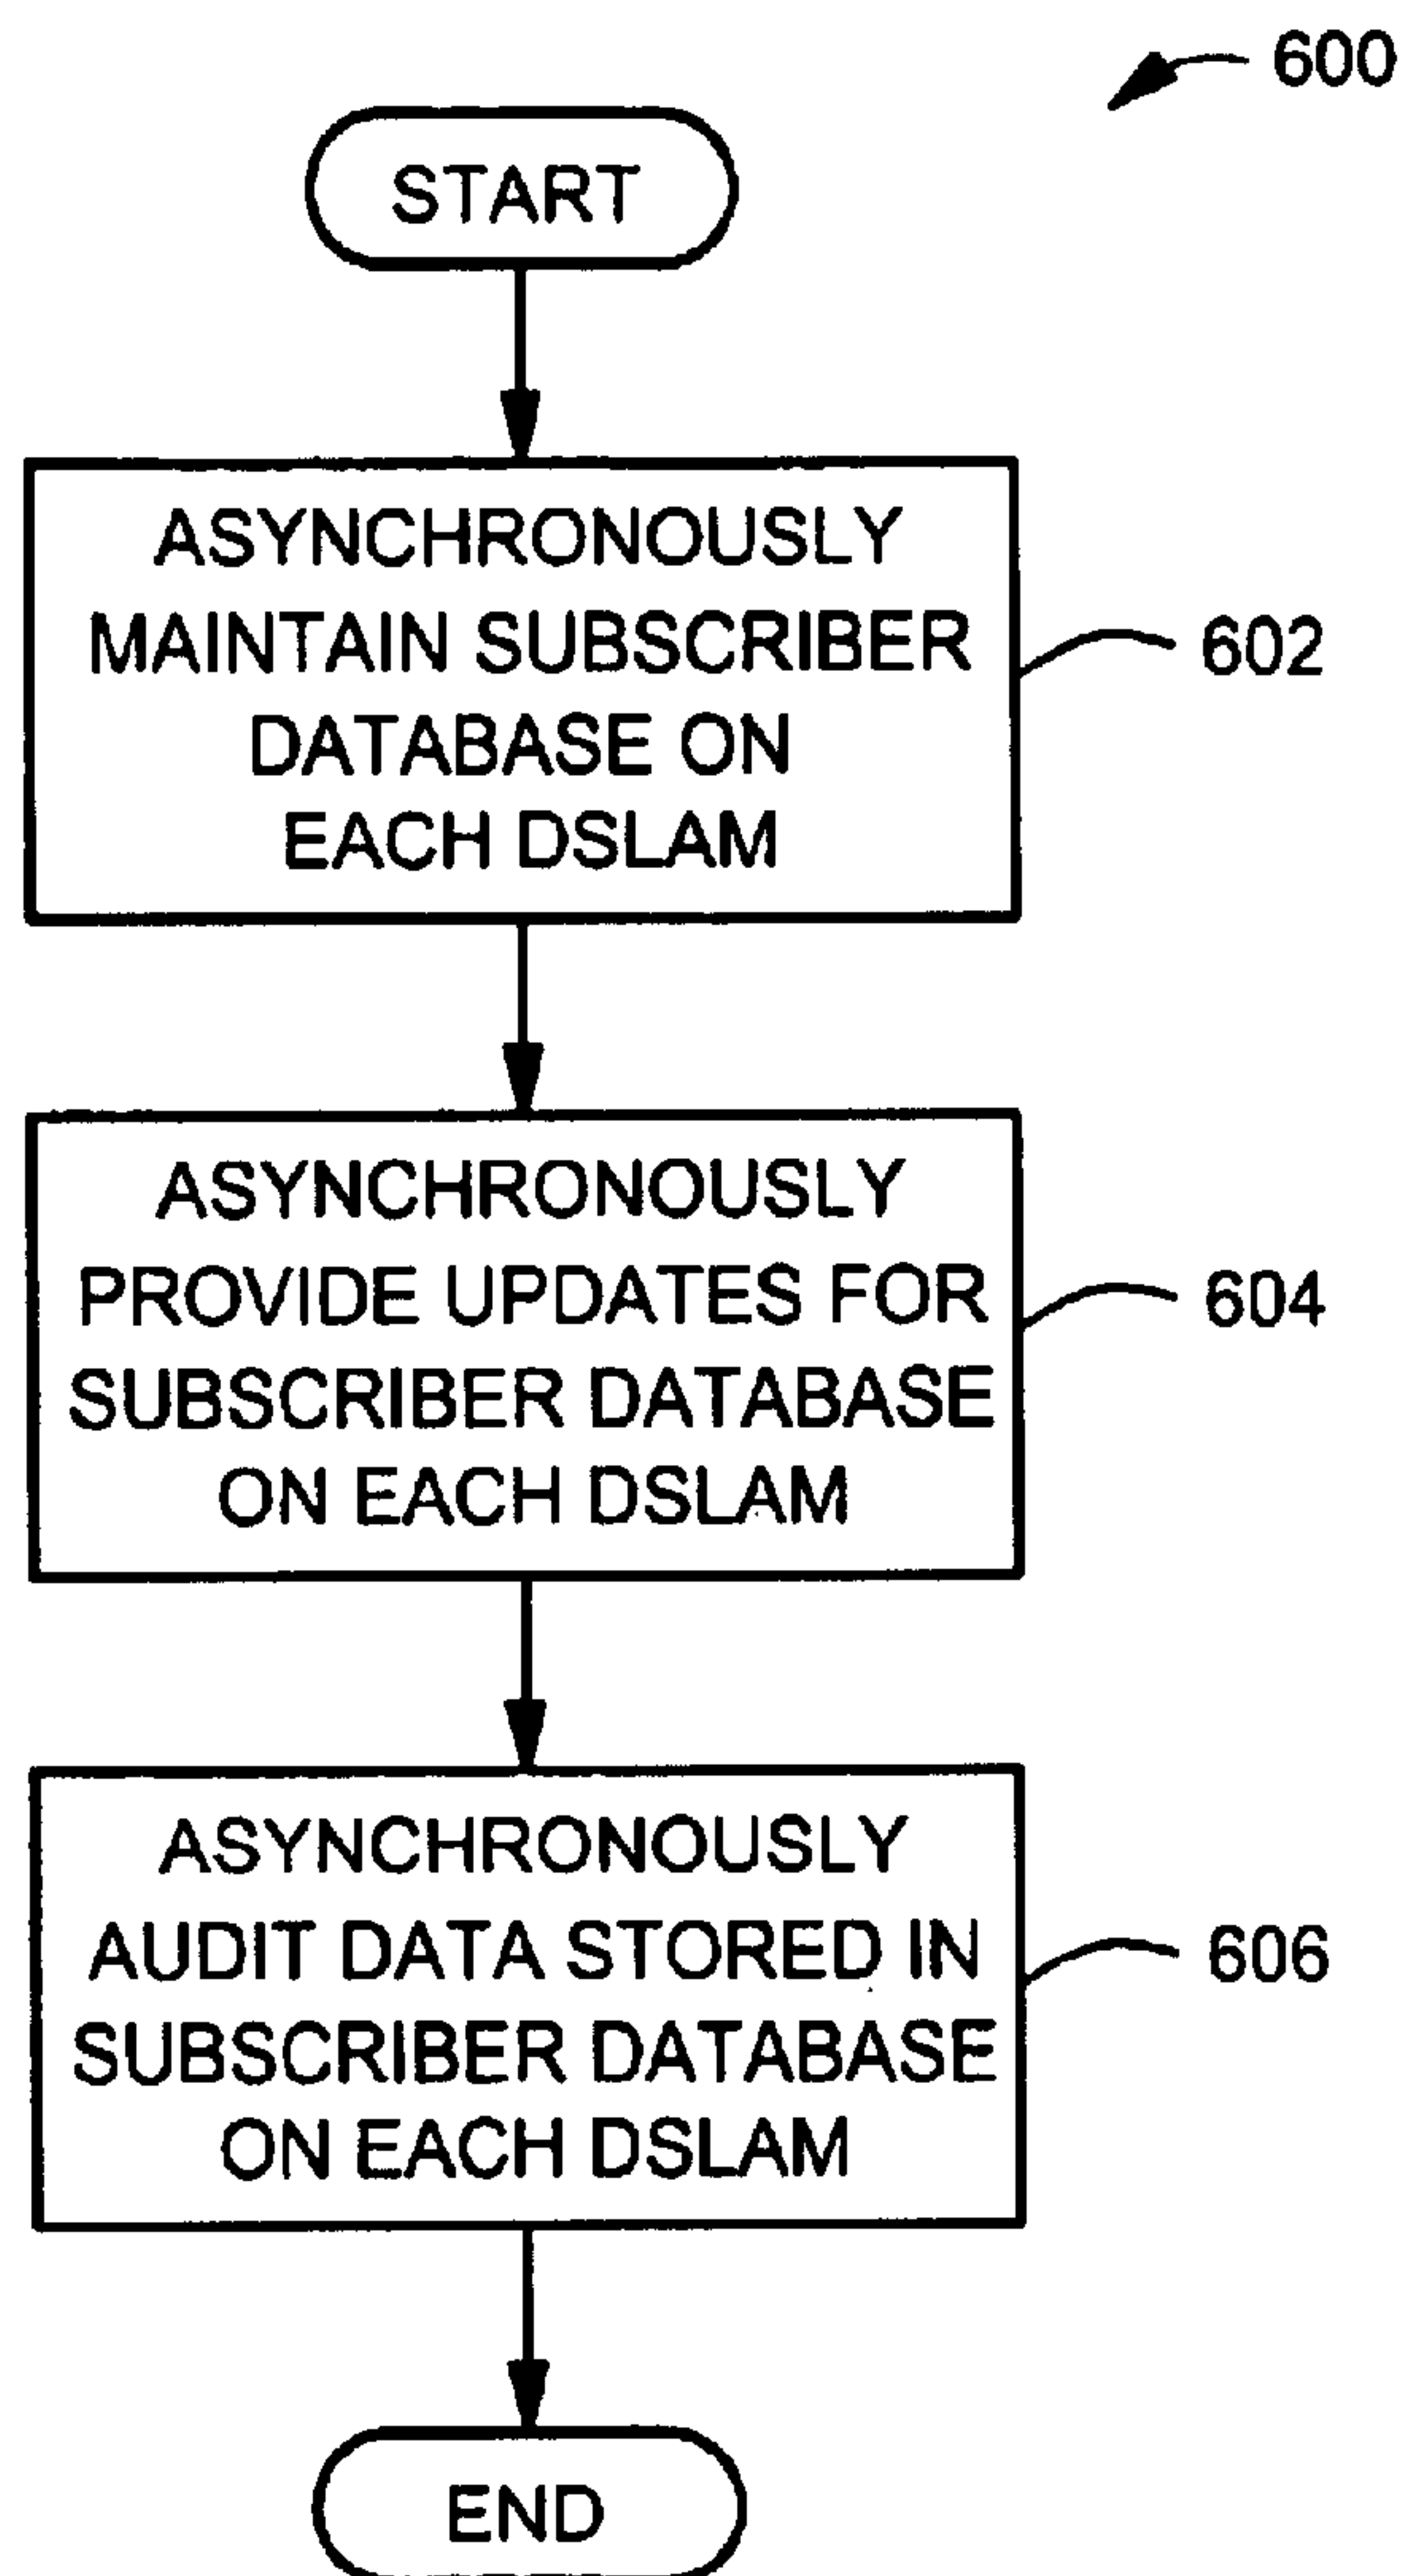 600
START
ASYNCHRONOUSLY
MAINTAIN SUBSCRIBER
DATABASE ON
EACH DSLAM
602
ASYNCHRONOUSLY
PROVIDE UPDATES FOR
SUBSCRIBER DATABASE
ON EACH DSLAM
604
ASYNCHRONOUSLY
AUDIT DATA STORED IN
SUBSCRIBER DATABASE
ON EACH DSLAM
606
END